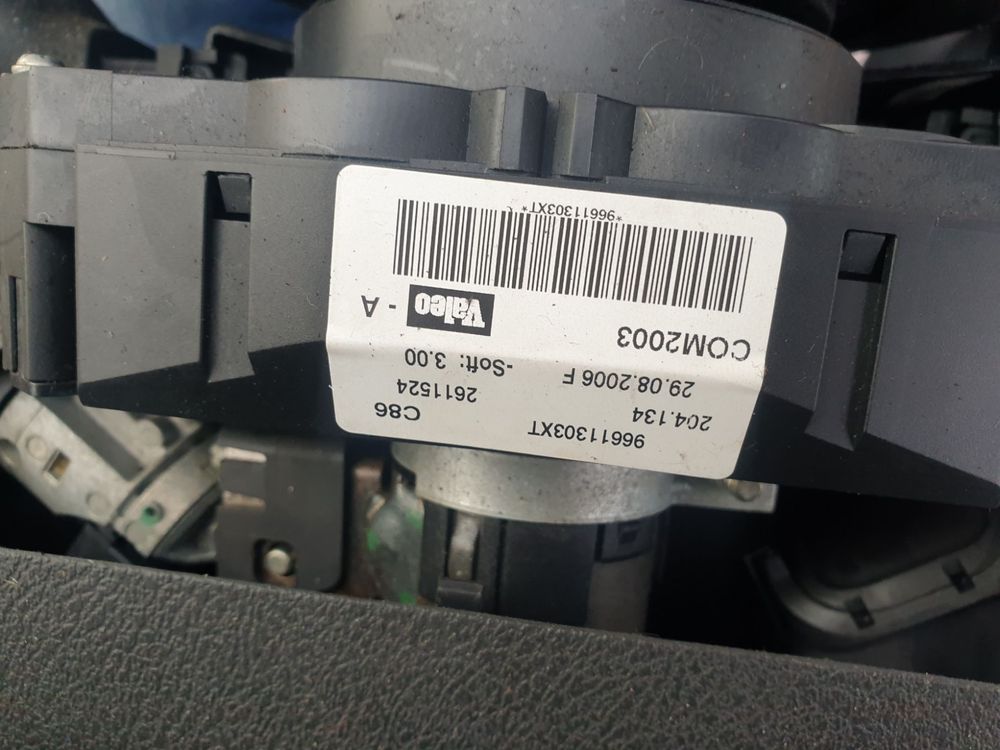 96611303XT C86
204.134 2611524
29.08.2006 F -Soft: 3.00
COM2003 Valeo - A
*96611303XT*